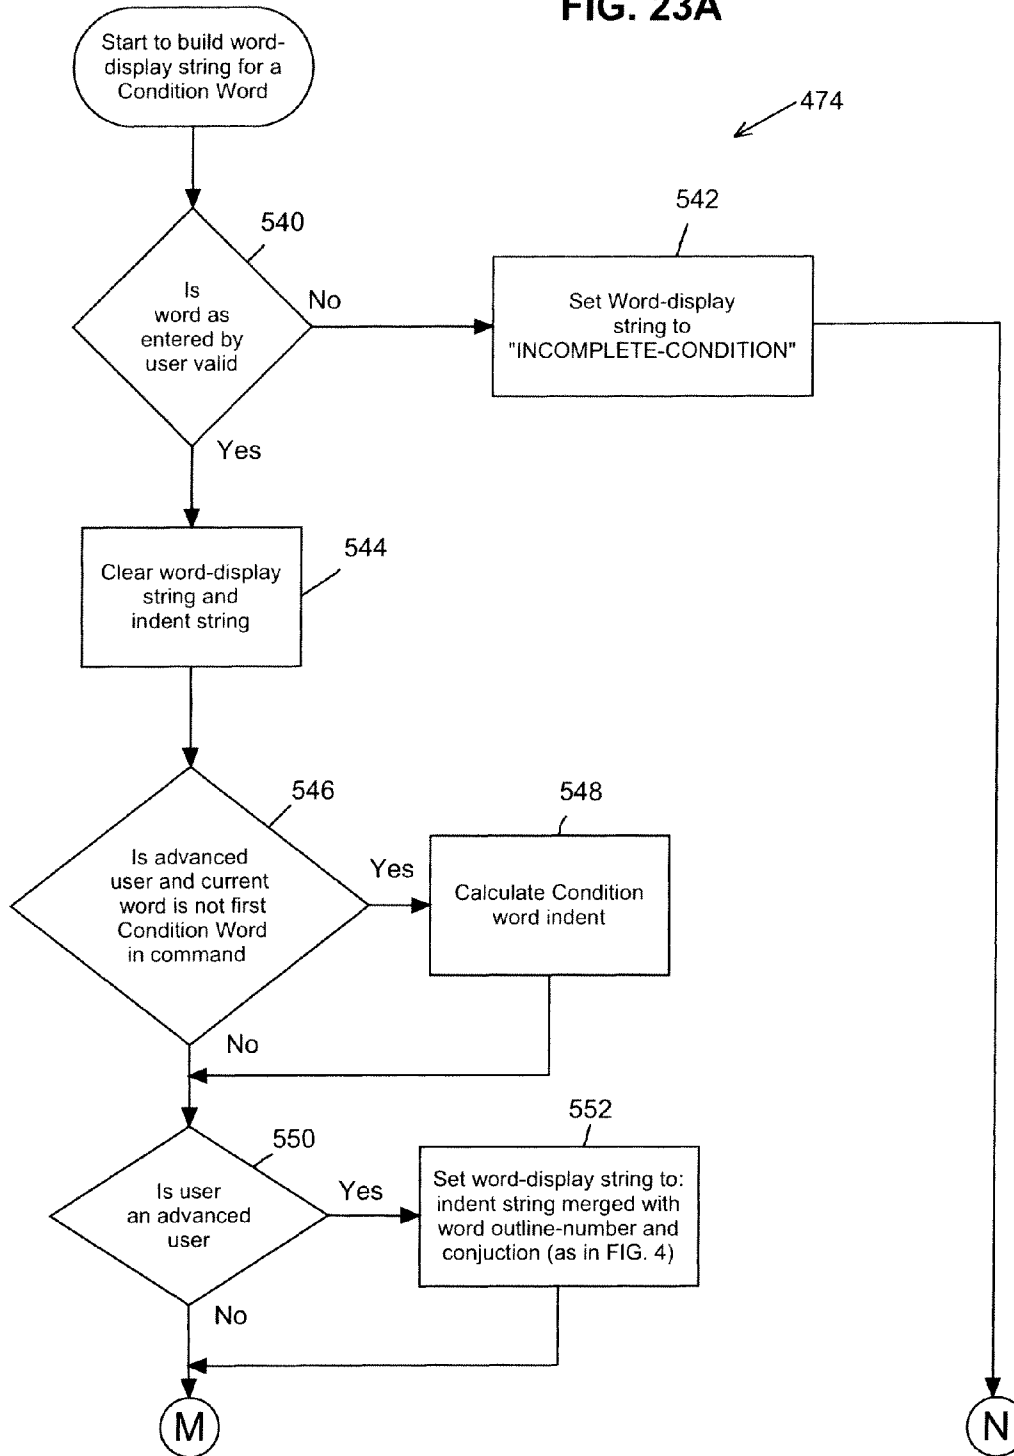 FIG. 23A
Start to build word-
display string for a
Condition Word
474
540
542
Is
word as
entered by
user valid
No
Set Word-display
string to
"INCOMPLETE-CONDITION"
Yes
544
Clear word-display
string and
indent string
546
548
Is advanced
user and current
word is not first
Condition Word
in command
Yes
Calculate Condition
word indent
No
550
552
Is user
an advanced
user
Yes
Set word-display string to:
indent string merged with
word outline-number and
conjuction (as in FIG. 4)
No
M
N